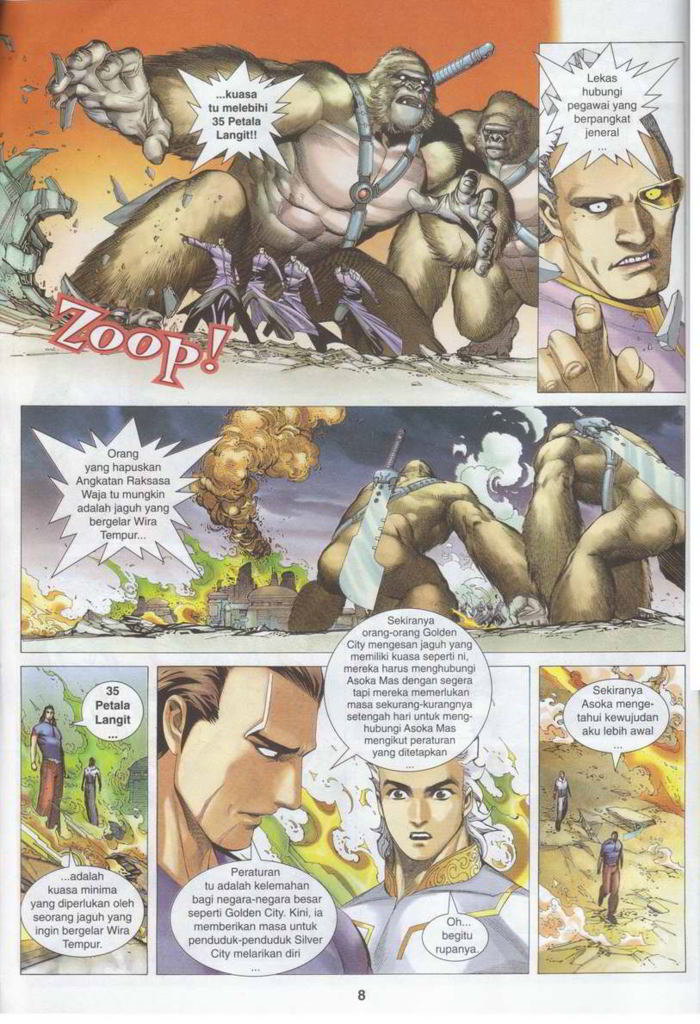 ...kuasa
tu melebihi
35 Petala
Langit!!
Lekas
hubungi
pegawai yang
berpangkat
jeneral
...
Zoop!
Orang
yang hapuskan
Angkatan Raksasa
Waja tu mungkin
adalah jaguh yang
bergelar Wira
Tempur...
35
Petala
Langit
...
...adalah
kuasa minima
yang diperlukan oleh
seorang jaguh yang
ingin bergelar Wira
Tempur.
Sekiranya
orang-orang Golden
City mengesan jaguh yang
memiliki kuasa seperti ni,
mereka harus menghubungi
Asoka Mas dengan segera
tapi mereka memerlukan
masa sekurang-kurangnya
setengah hari untuk meng-
hubungi Asoka Mas
mengikut peraturan
yang ditetapkan
...
Peraturan
tu adalah kelemahan
bagi negara-negara besar
seperti Golden City. Kini, ia
memberikan masa untuk
penduduk-penduduk Silver
City melarikan diri
...
Oh...
begitu
rupanya.
Sekiranya
Asoka menge-
tahui kewujudan
aku lebih awal
...
8